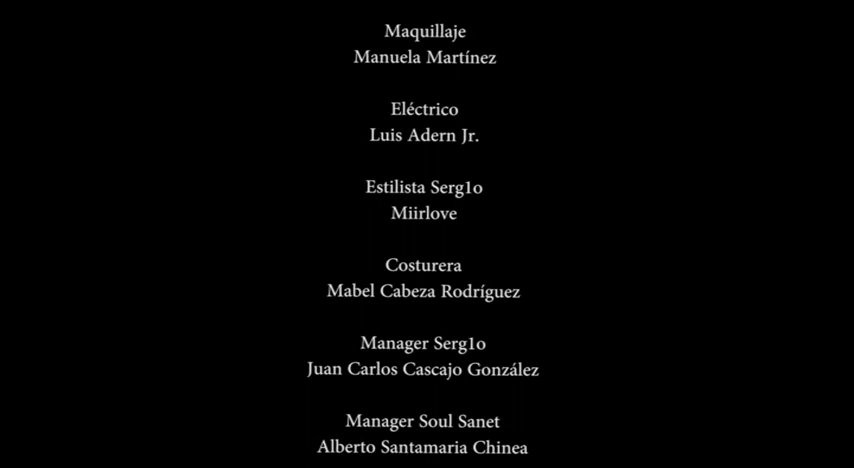 Maquillaje
Manuela Martínez
Eléctrico
Luis Adern Jr.
Estilista Serg1o
Miirlove
Costurera
Mabel Cabeza Rodríguez
Manager Serg1o
Juan Carlos Cascajo González
Manager Soul Sanet
Alberto Santamaria Chinea